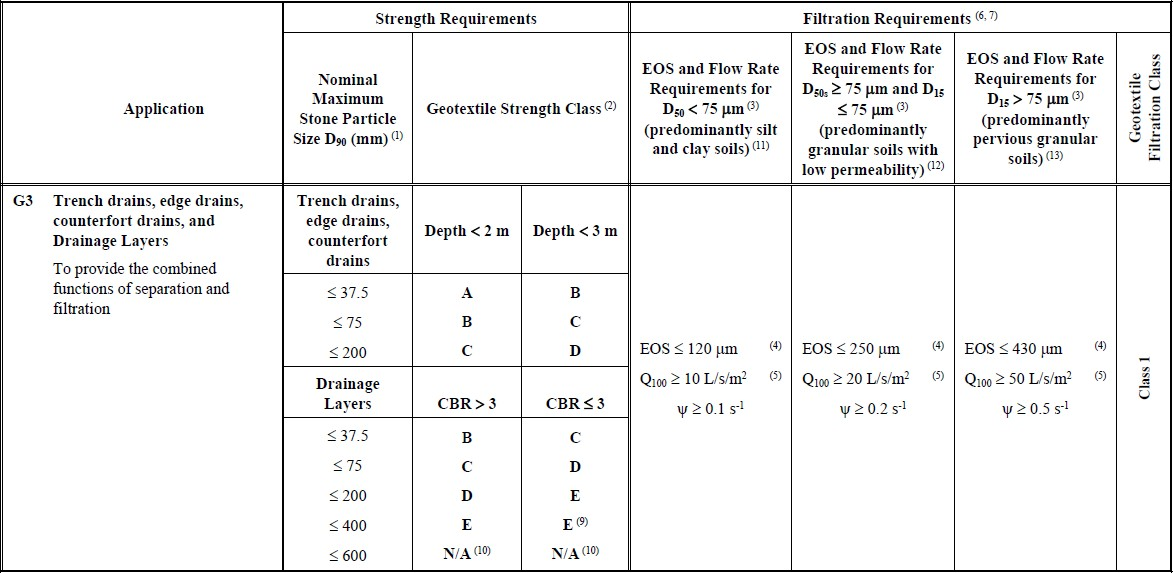 Strength Requirements
Filtration Requirements (6, 7)
Application
Nominal
Maximum
Stone Particle
Size D90 (mm) (1)
Geotextile Strength Class (2)
EOS and Flow Rate
Requirements for
D50 < 75 µm (3)
(predominantly silt
and clay soils) (11)
EOS and Flow Rate
Requirements for
D50s ≥ 75 µm and D15
≤ 75 µm (3)
(predominantly
granular soils with
low permeability) (12)
EOS and Flow Rate
Requirements for
D15 > 75 µm (3)
(predominantly
pervious granular
soils) (13)
Geotextile
Filtration Class
G3 Trench drains, edge drains,
counterfort drains, and
Drainage Layers
To provide the combined
functions of separation and
filtration
Trench drains,
edge drains,
counterfort
drains
Depth < 2 m
Depth < 3 m
≤ 37.5 A B
≤ 75 B C
≤ 200 C D
Drainage
Layers
CBR > 3
CBR ≤ 3
≤ 37.5 B C
≤ 75 C D
≤ 200 D E
≤ 400 E E (9)
≤ 600 N/A (10) N/A (10)
EOS ≤ 120 µm (4)
Q100 ≥ 10 L/s/m2 (5)
ψ ≥ 0.1 s-1
EOS ≤ 250 µm (4)
Q100 ≥ 20 L/s/m2 (5)
ψ ≥ 0.2 s-1
EOS ≤ 430 µm (4)
Q100 ≥ 50 L/s/m2 (5)
ψ ≥ 0.5 s-1
Class 1